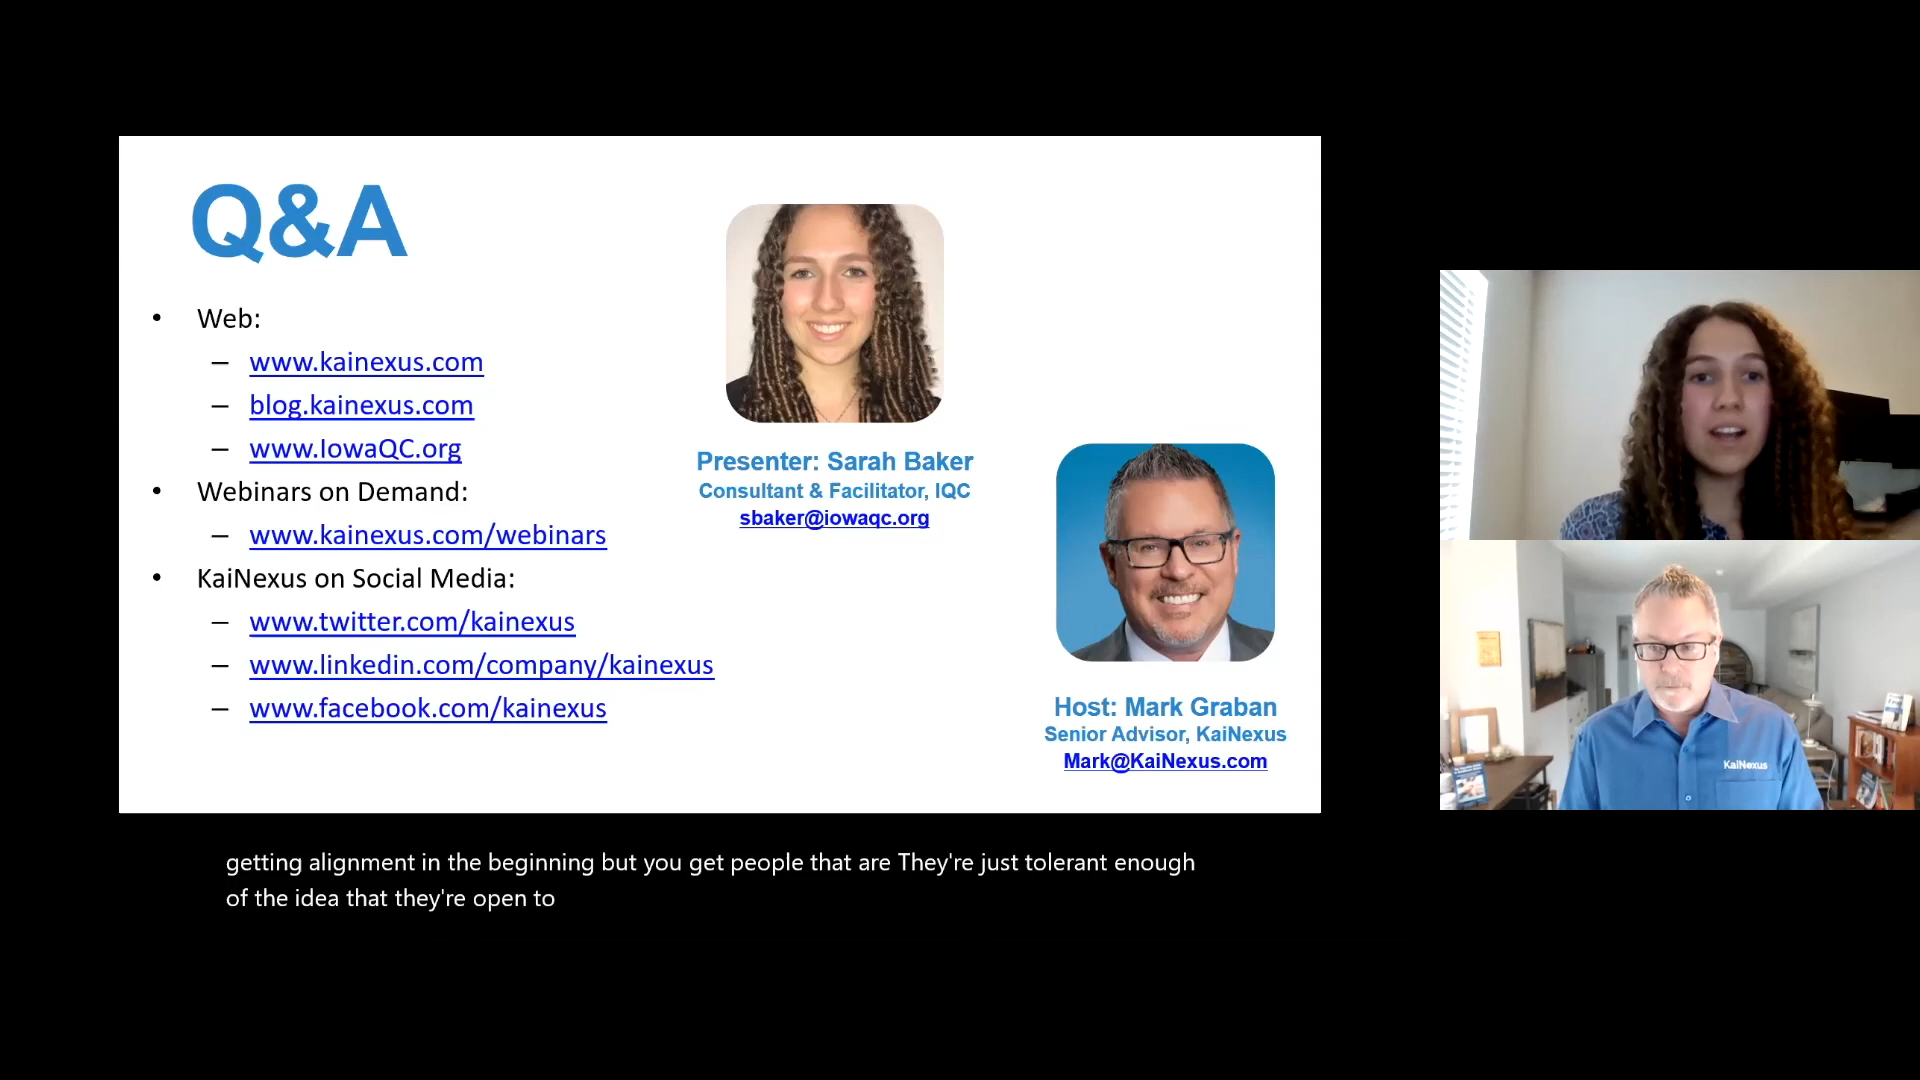 Q&A
• Web:
– www.kainexus.com
– blog.kainexus.com
– www.IowaQC.org
• Webinars on Demand:
– www.kainexus.com/webinars
• KaiNexus on Social Media:
– www.twitter.com/kainexus
– www.linkedin.com/company/kainexus
– www.facebook.com/kainexus
Presenter: Sarah Baker
Consultant & Facilitator, IQC
sbaker@iowaqc.org
Host: Mark Graban
Senior Advisor, KaiNexus
Mark@KaiNexus.com
KaiNexus
getting alignment in the beginning but you get people that are They're just tolerant enough
of the idea that they're open to